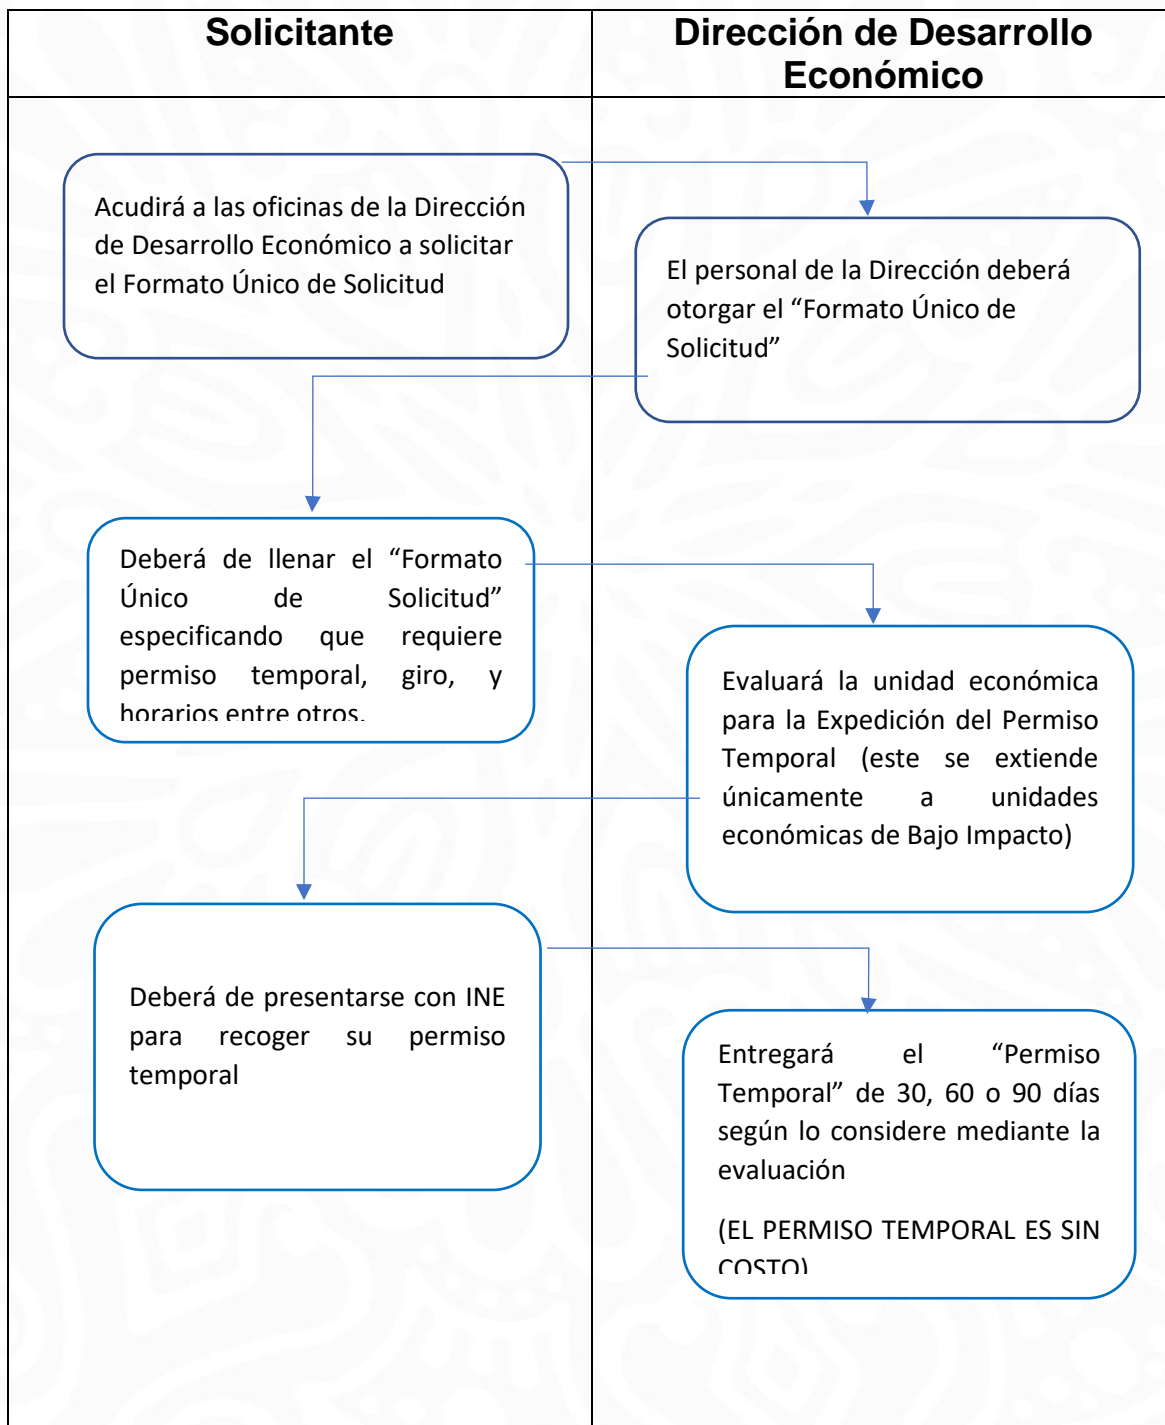 Solicitante
Dirección de Desarrollo
Económico
Acudirá a las oficinas de la Dirección
de Desarrollo Económico a solicitar
el Formato Único de Solicitud
El personal de la Dirección deberá
otorgar el “Formato Único de
Solicitud”
Deberá de llenar el “Formato
Único de Solicitud”
especificando que requiere
permiso temporal, giro, y
horarios entre otros.
Evaluará la unidad económica
para la Expedición del Permiso
Temporal (este se extiende
únicamente a unidades
económicas de Bajo Impacto)
Deberá de presentarse con INE
para recoger su permiso
temporal
Entregará el “Permiso
Temporal” de 30, 60 o 90 días
según lo considere mediante la
evaluación
(EL PERMISO TEMPORAL ES SIN
COSTO)